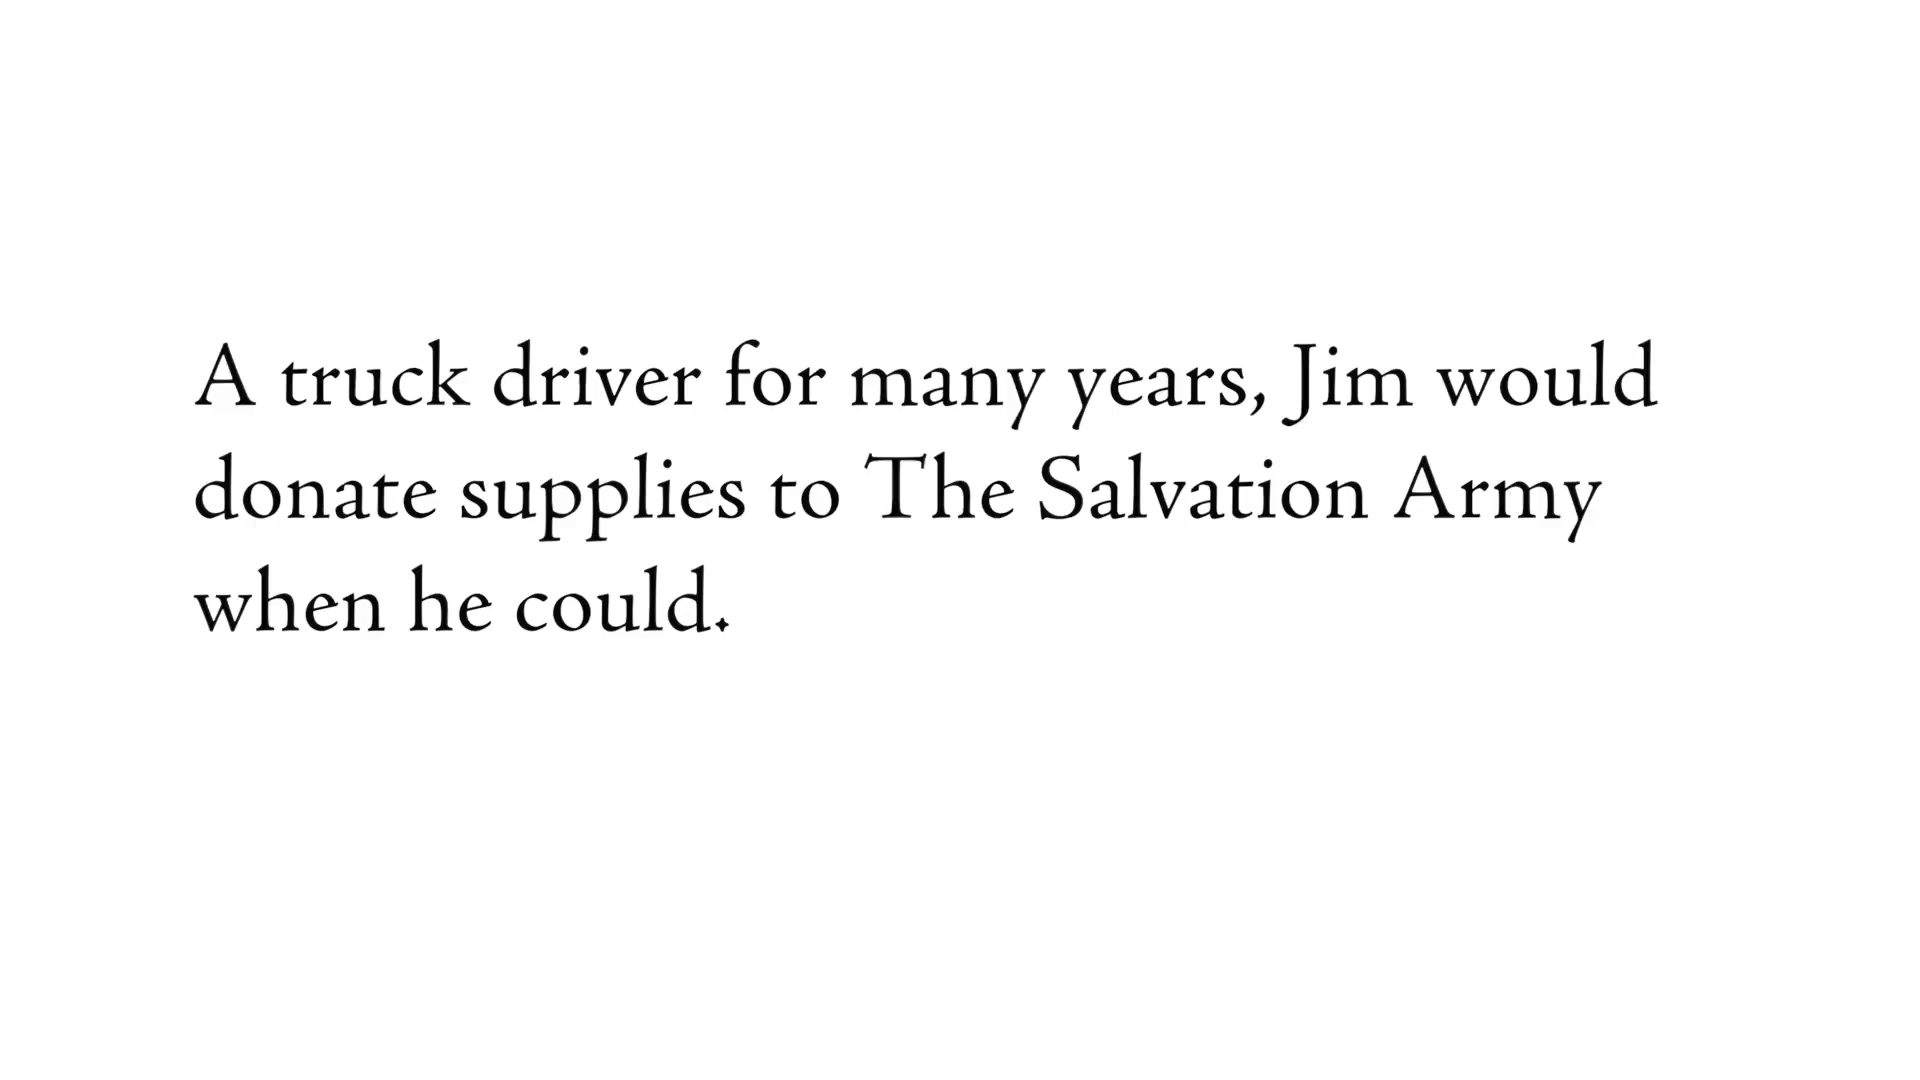 A truck driver for many years, Jim would
donate supplies to The Salvation Army
when he could.